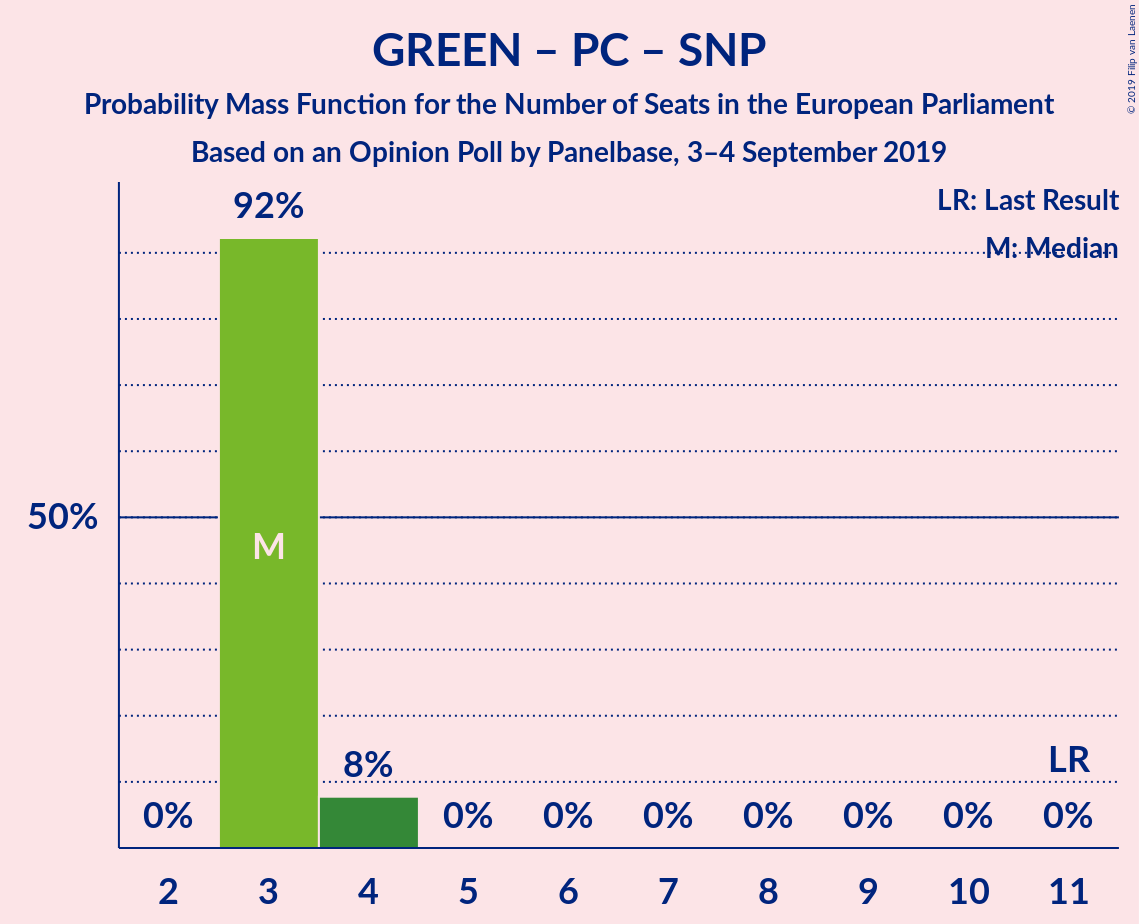 GREEN – PC – SNP
Probability Mass Function for the Number of Seats in the European Parliament
Based on an Opinion Poll by Panelbase, 3–4 September 2019
© 2019 Filip van Laenen
LR: Last Result
M: Median
92%
50%
M
8%
LR
0%
0%
0%
0%
0%
0%
0%
0%
2 3 4 5 6 7 8 9 10 11